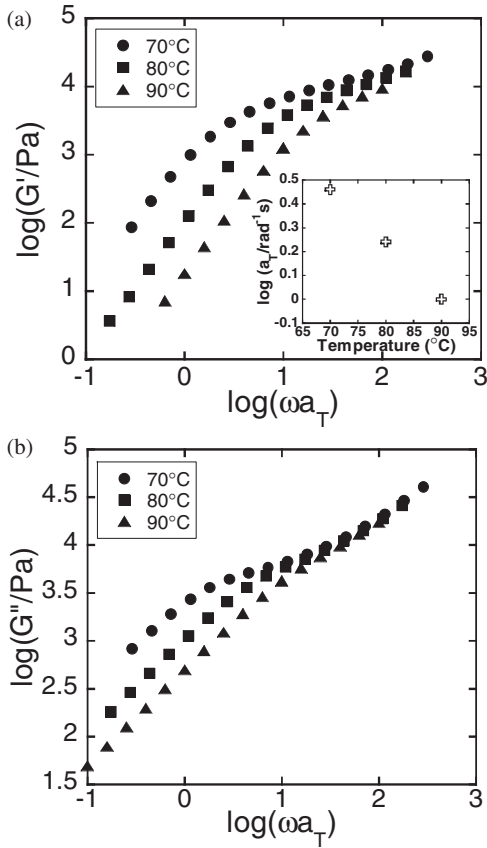 (a)
5
4
3
2
1
0
log(G'/Pa)
70°C
80°C
90°C
0.5
0.4
0.3
0.2
0.1
0
-0.1
log (a_T/rad⁻¹s)
65 70 75 80 85 90 95
Temperature (°C)
-1 0 1 2 3
log(ωa_T)
(b)
5
4.5
4
3.5
3
2.5
2
1.5
log(G''/Pa)
70°C
80°C
90°C
-1 0 1 2 3
log(ωa_T)